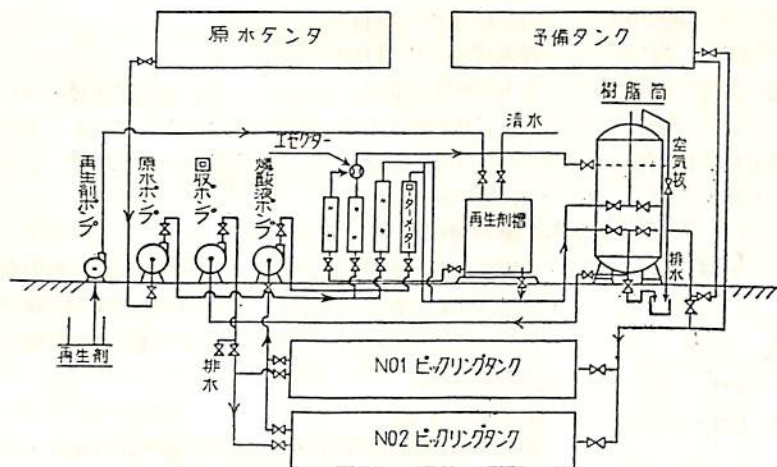 原水タンタ
予備タンク
樹脂筒
清水
エゼクター
空気抜
再生剤ポンプ
原水ポンプ
回収ポンプ
燐酸液ポンプ
〃
〃
〃
ローターメーター
再生剤槽
排水
再生剤
排水
NO1 ピックリングタンク
NO2 ピックリングタンク